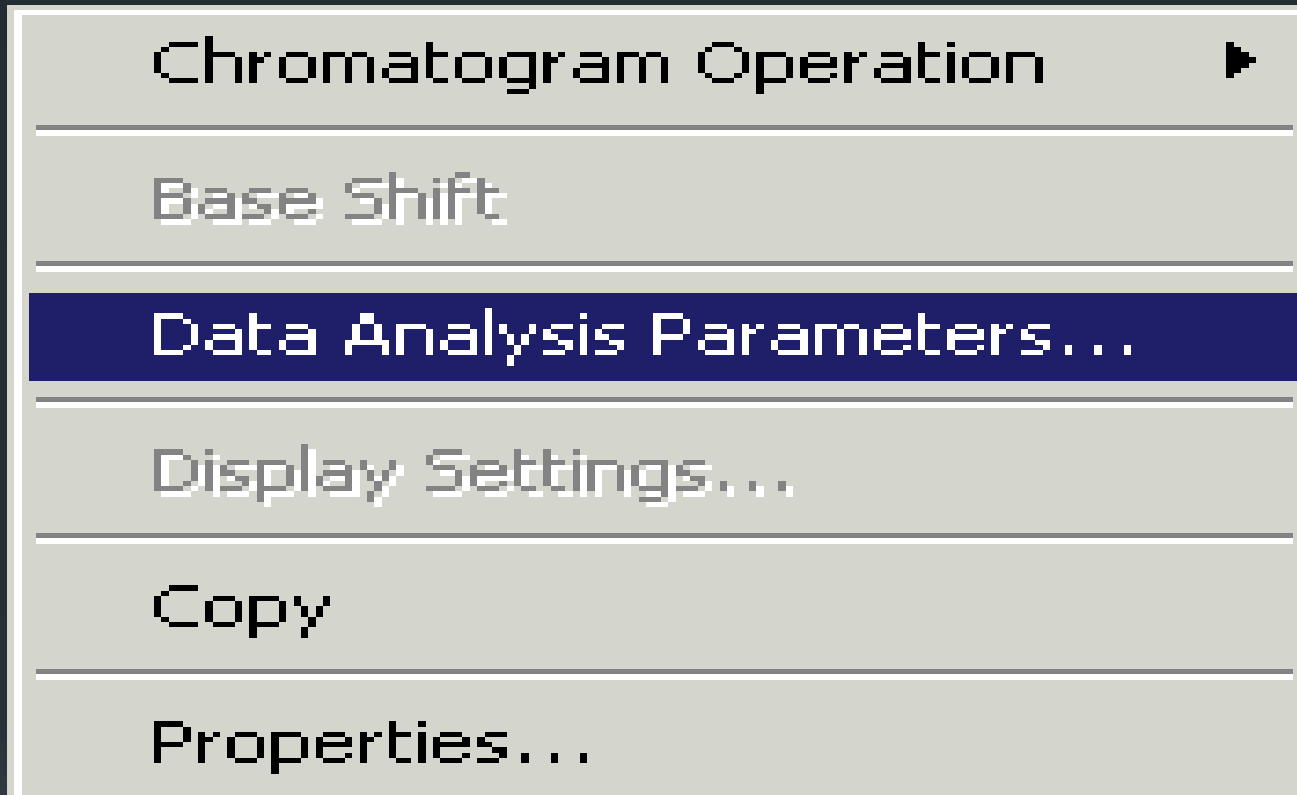 Chromatogram Operation
Base Shift
Data Analysis Parameters...
Display Settings...
Copy
Properties...